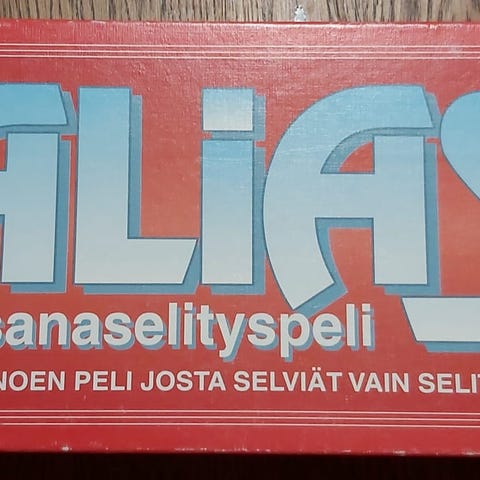 ALiAS
sanaselityspeli
NOEN PELI JOSTA SELVIÄT VAIN SELIT